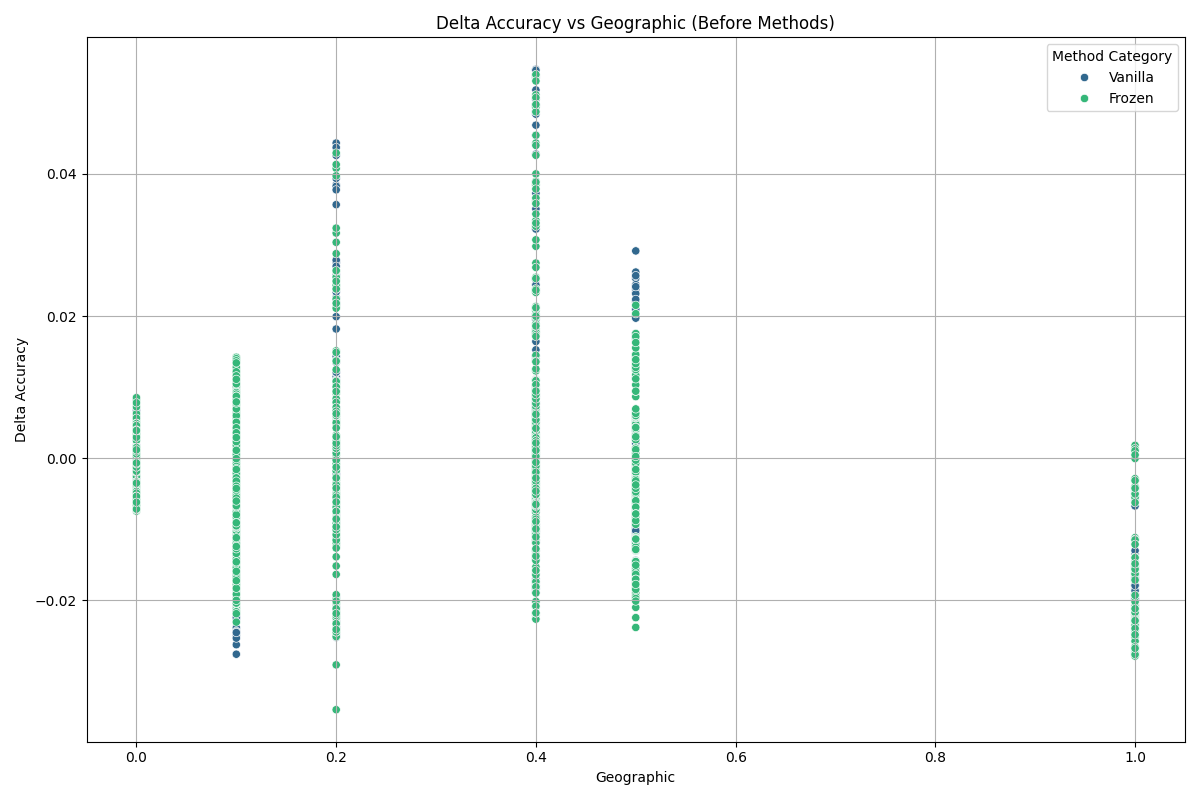 Delta Accuracy vs Geographic (Before Methods)
Method Category
Vanilla
Frozen
Delta Accuracy
0.04
0.02
0.00
−0.02
0.0
0.2
0.4
0.6
0.8
1.0
Geographic